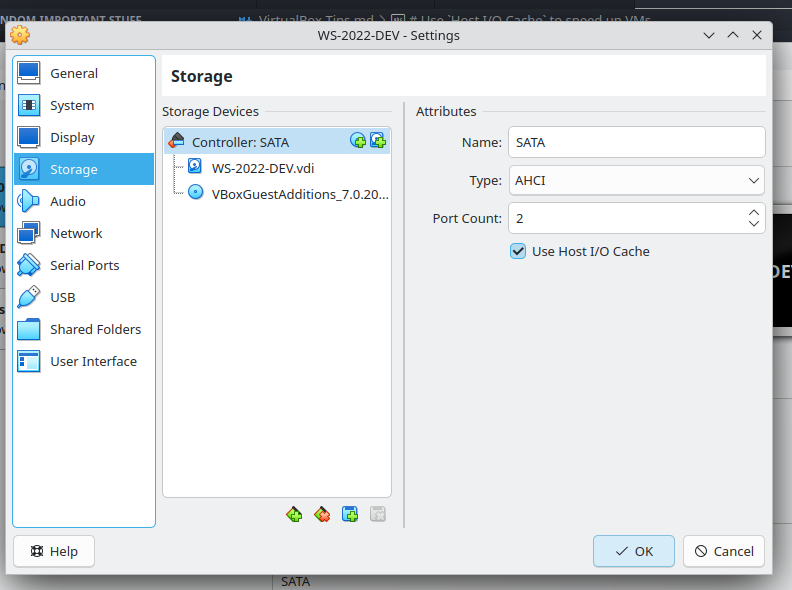 NDOM IMPORTANT STUFF
VirtualBox Tips.md > # Use `Host I/O Cache` to speed up VMs
WS-2022-DEV - Settings
General
System
Display
Storage
Audio
Network
Serial Ports
USB
Shared Folders
User Interface
Storage
Storage Devices
Controller: SATA
WS-2022-DEV.vdi
VBoxGuestAdditions_7.0.20...
Attributes
Name: SATA
Type: AHCI
Port Count: 2
Use Host I/O Cache
DE
Help
OK
Cancel
SATA